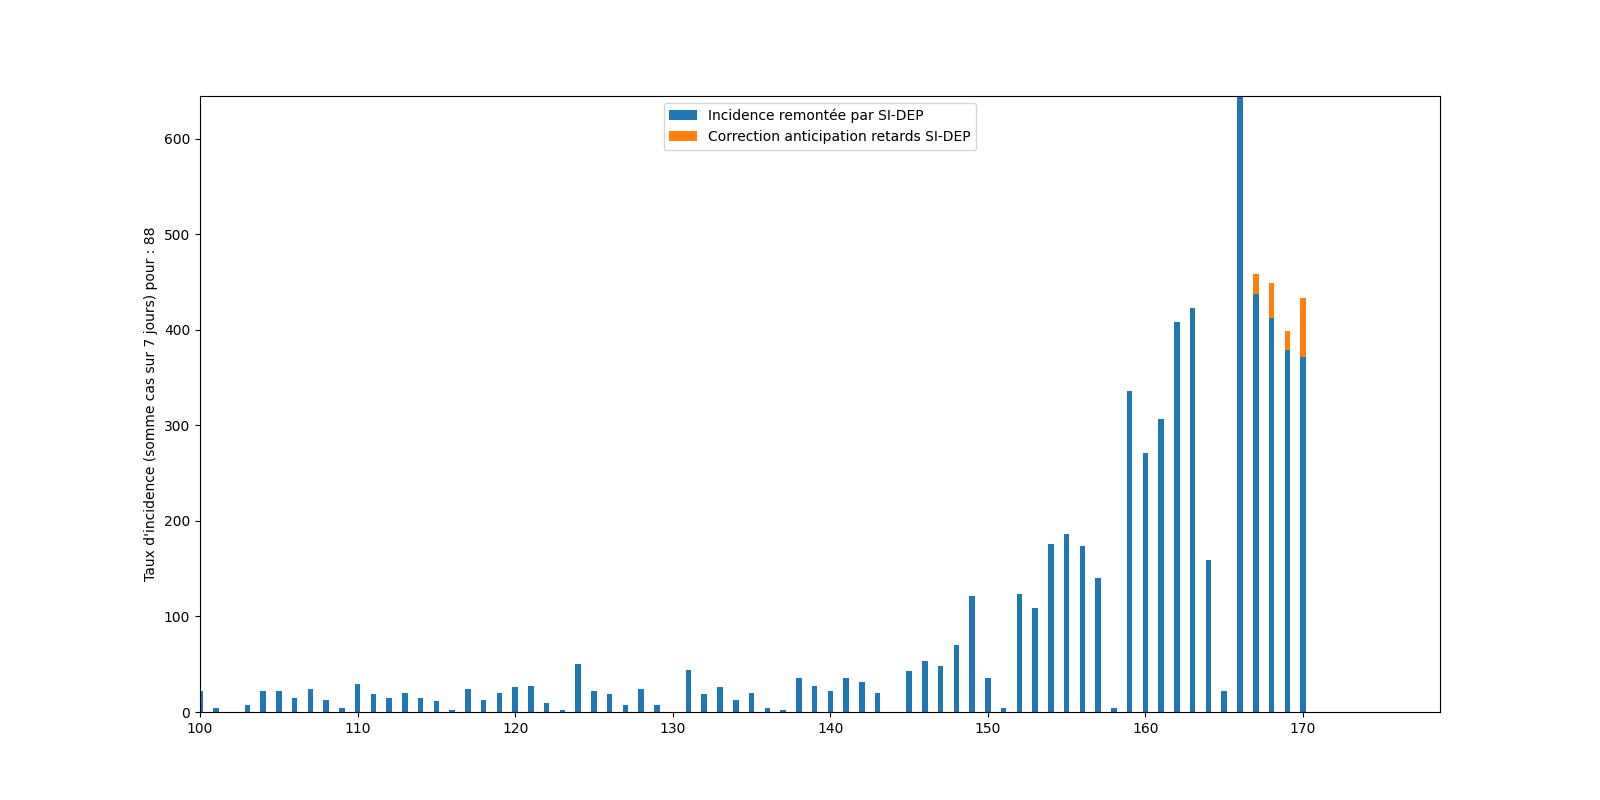 Incidence remontée par SI-DEP
Correction anticipation retards SI-DEP
Taux d'incidence (somme cas sur 7 jours) pour : 88
600
500
400
300
200
100
0
100 110 120 130 140 150 160 170